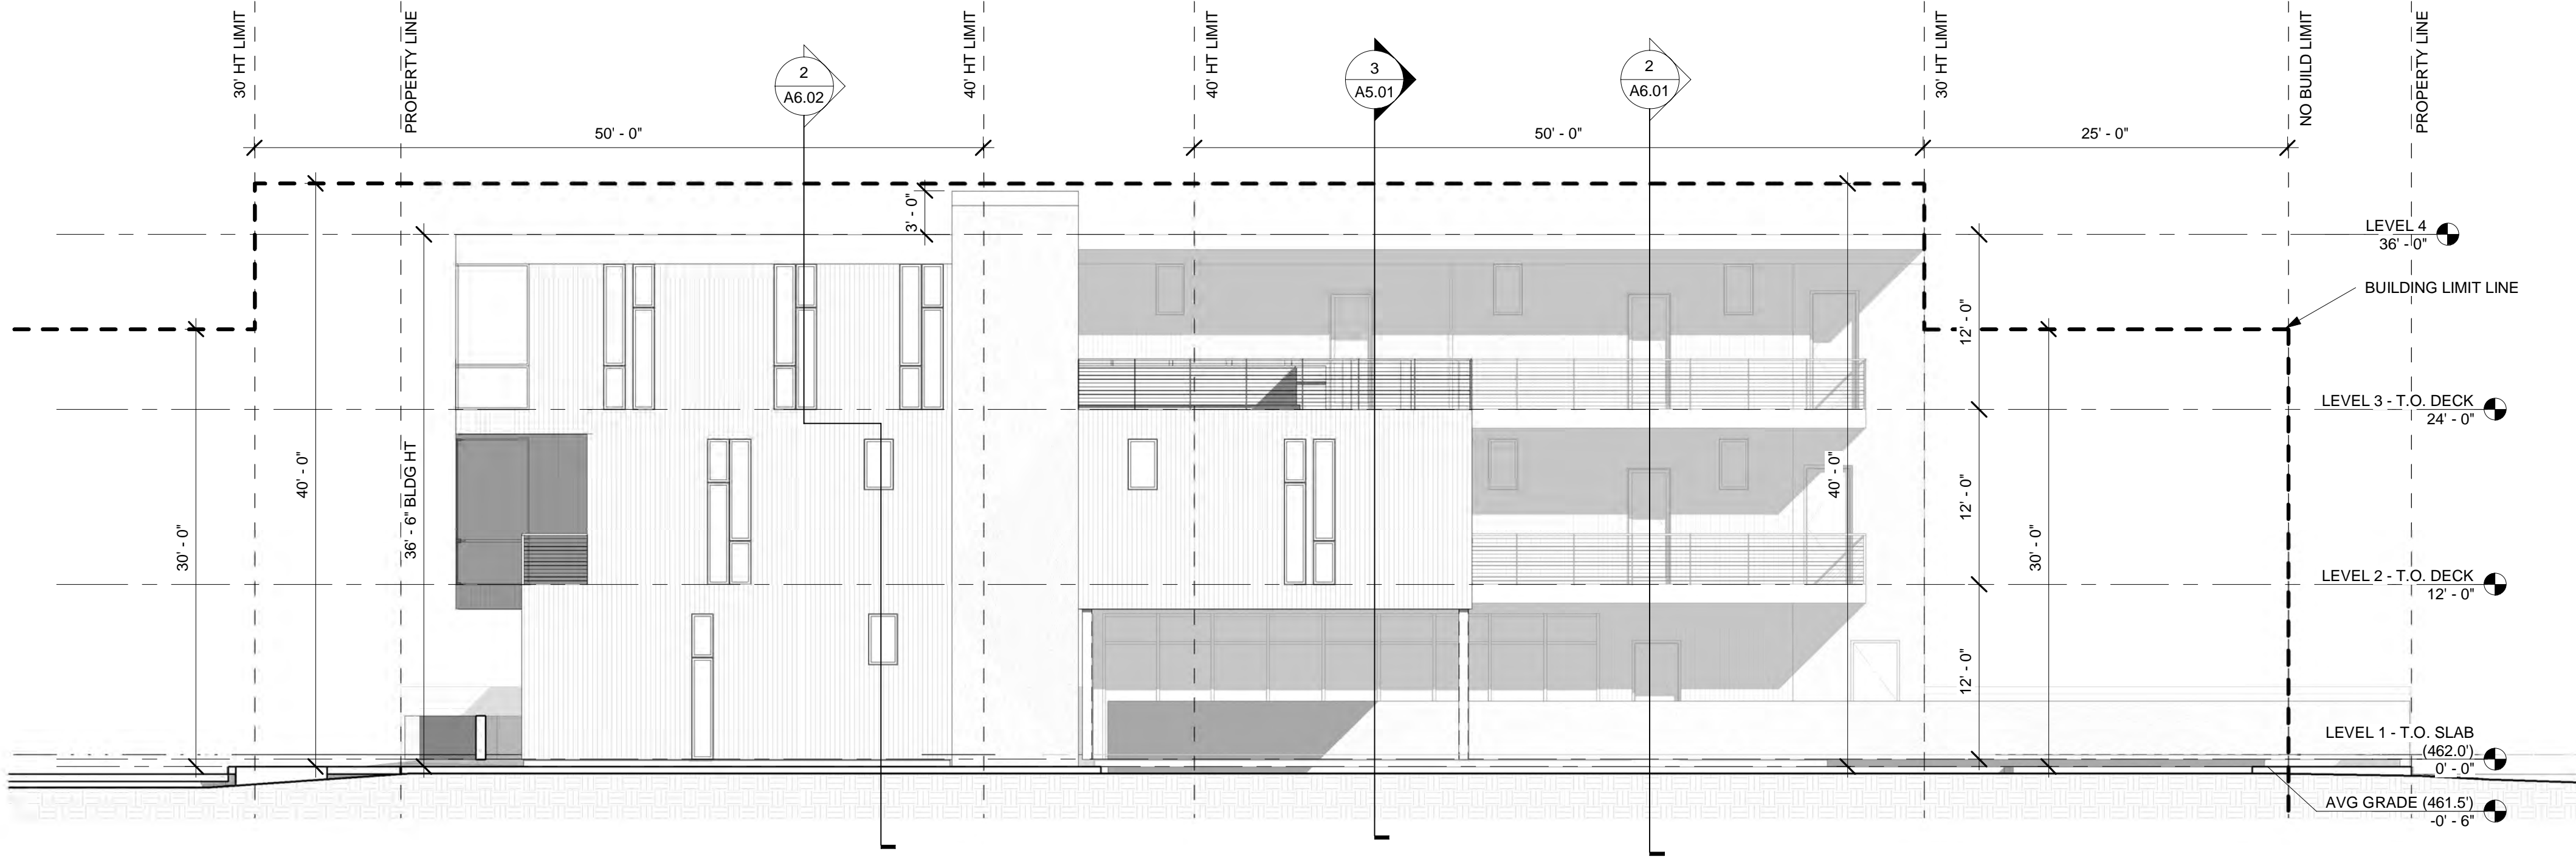 30' HT LIMIT
PROPERTY LINE
2
A6.02
40' HT LIMIT
40' HT LIMIT
3
A5.01
2
A6.01
30' HT LIMIT
NO BUILD LIMIT
PROPERTY LINE
50' - 0"
50' - 0"
25' - 0"
3' - 0"
LEVEL 4
36' - 0"
BUILDING LIMIT LINE
12' - 0"
LEVEL 3 - T.O. DECK
24' - 0"
40' - 0"
36' - 6" BLDG HT
40' - 0"
12' - 0"
30' - 0"
30' - 0"
LEVEL 2 - T.O. DECK
12' - 0"
12' - 0"
LEVEL 1 - T.O. SLAB
(462.0')
0' - 0"
AVG GRADE (461.5')
-0' - 6"